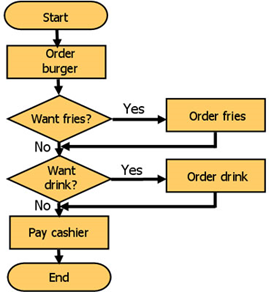 Start
Order
burger
Want fries?
Yes
Order fries
No
Want
drink?
Yes
Order drink
No
Pay cashier
End